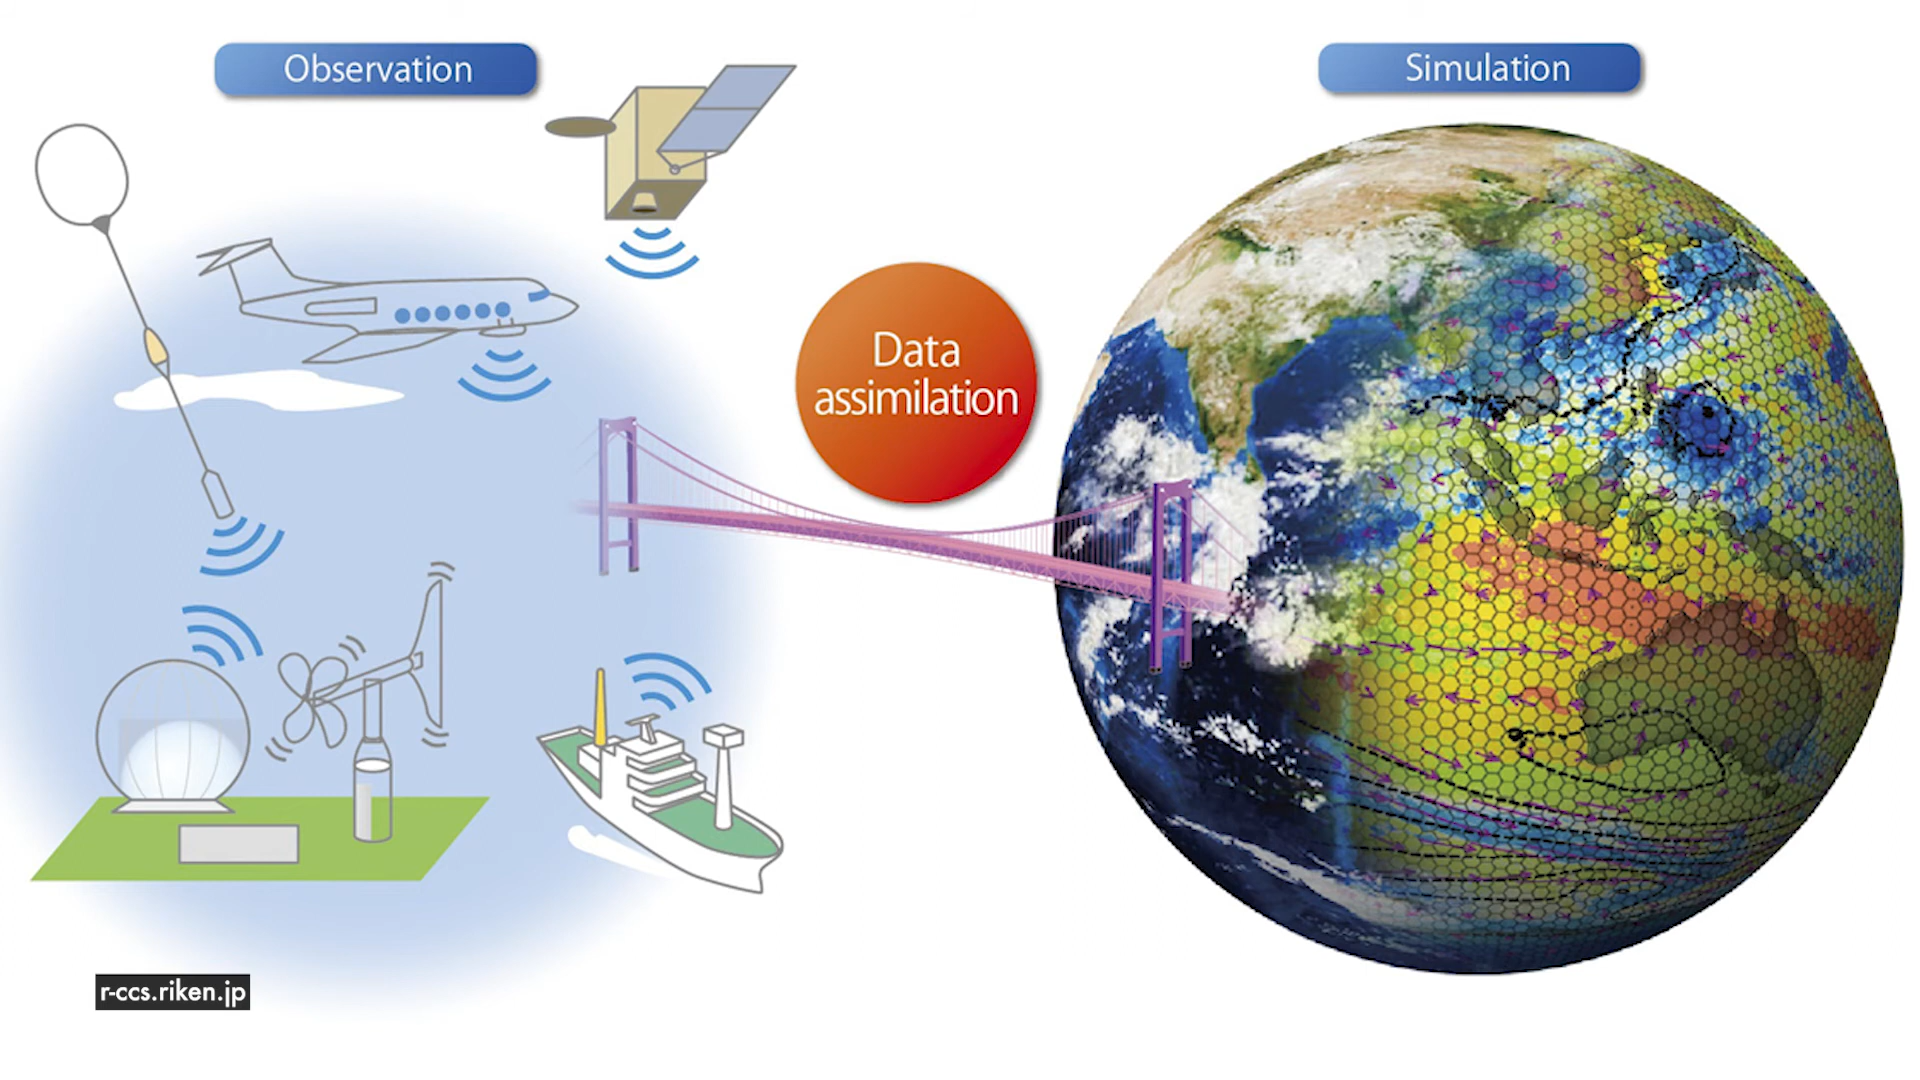 Observation
Simulation
Data
assimilation
r-ccs.riken.jp